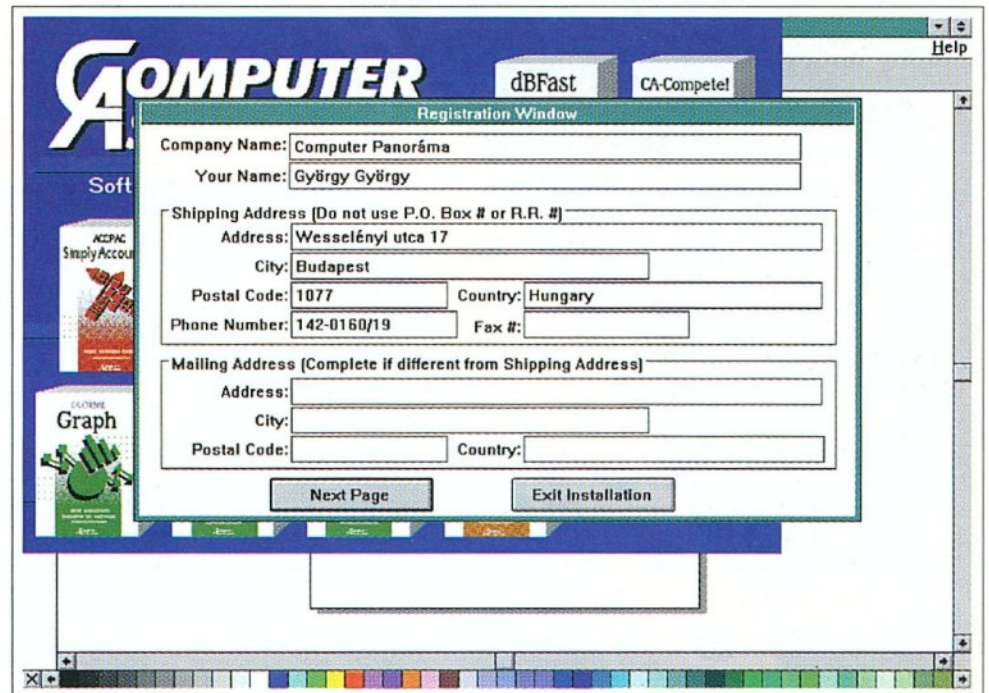 Help
COMPUTER
dBFast
CA-Compete!
Registration Window
Company Name: Computer Panoráma
Your Name: György György
Soft
Shipping Address (Do not use P.O. Box # or R.R. #)
Address: Wesselényi utca 17
City: Budapest
Postal Code: 1077 Country: Hungary
Phone Number: 142-0160/19 Fax #:
Mailing Address (Complete if different from Shipping Address)
Address:
City:
Postal Code: Country:
ACCPAC
Simply Accou
Graph
Next Page Exit Installation